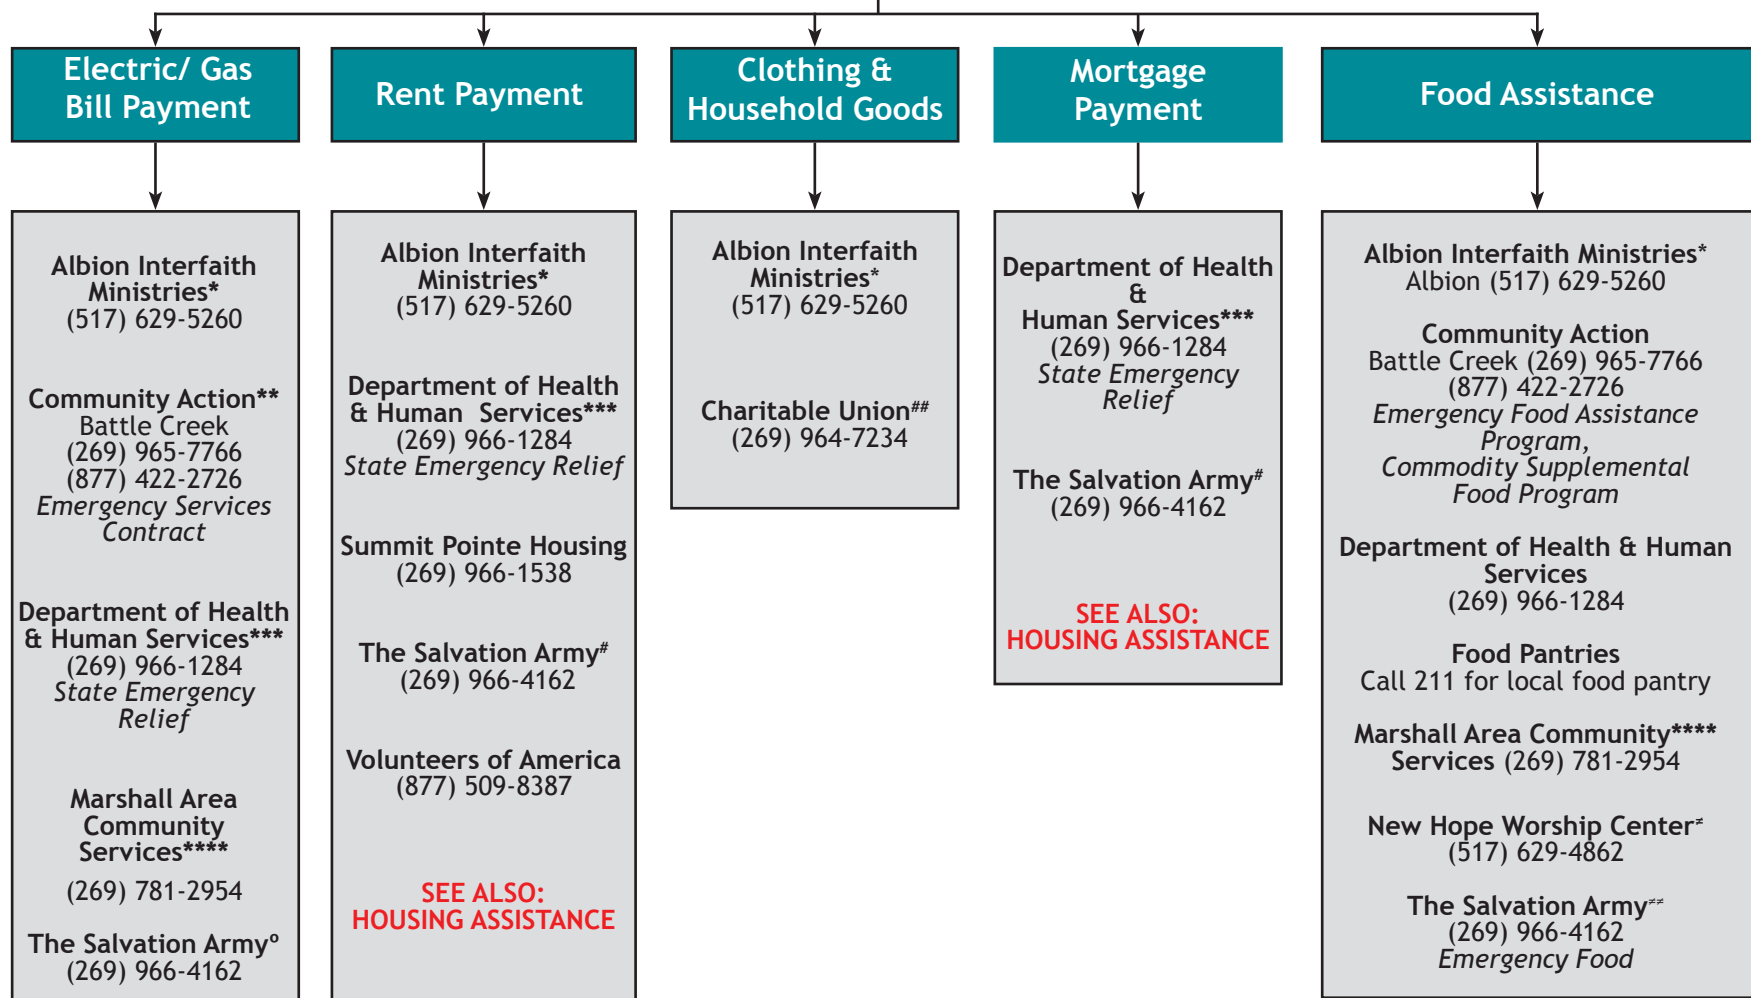 Electric/ Gas
Bill Payment
Albion Interfaith
Ministries*
(517) 629-5260
Community Action**
Battle Creek
(269) 965-7766
(877) 422-2726
Emergency Services
Contract
Department of Health
& Human Services***
(269) 966-1284
State Emergency
Relief
Marshall Area
Community
Services****
(269) 781-2954
The Salvation Armyº
(269) 966-4162
Rent Payment
Albion Interfaith
Ministries*
(517) 629-5260
Department of Health
& Human Services***
(269) 966-1284
State Emergency Relief
Summit Pointe Housing
(269) 966-1538
The Salvation Army#
(269) 966-4162
Volunteers of America
(877) 509-8387
SEE ALSO:
HOUSING ASSISTANCE
Clothing &
Household Goods
Albion Interfaith
Ministries*
(517) 629-5260
Charitable Union##
(269) 964-7234
Mortgage
Payment
Department of Health
&
Human Services***
(269) 966-1284
State Emergency
Relief
The Salvation Army#
(269) 966-4162
SEE ALSO:
HOUSING ASSISTANCE
Food Assistance
Albion Interfaith Ministries*
Albion (517) 629-5260
Community Action
Battle Creek (269) 965-7766
(877) 422-2726
Emergency Food Assistance
Program,
Commodity Supplemental
Food Program
Department of Health & Human
Services
(269) 966-1284
Food Pantries
Call 211 for local food pantry
Marshall Area Community****
Services (269) 781-2954
New Hope Worship Center≠
(517) 629-4862
The Salvation Army≠≠
(269) 966-4162
Emergency Food